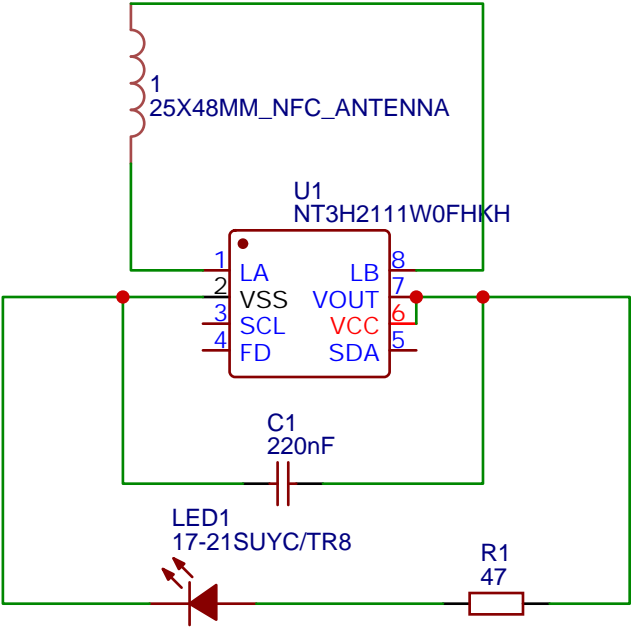 1
25X48MM_NFC_ANTENNA
U1
NT3H2111W0FHKH
1 LA LB 8
2 VSS VOUT 7
3 SCL VCC 6
4 FD SDA 5
C1
220nF
LED1
17-21SUYC/TR8
R1
47